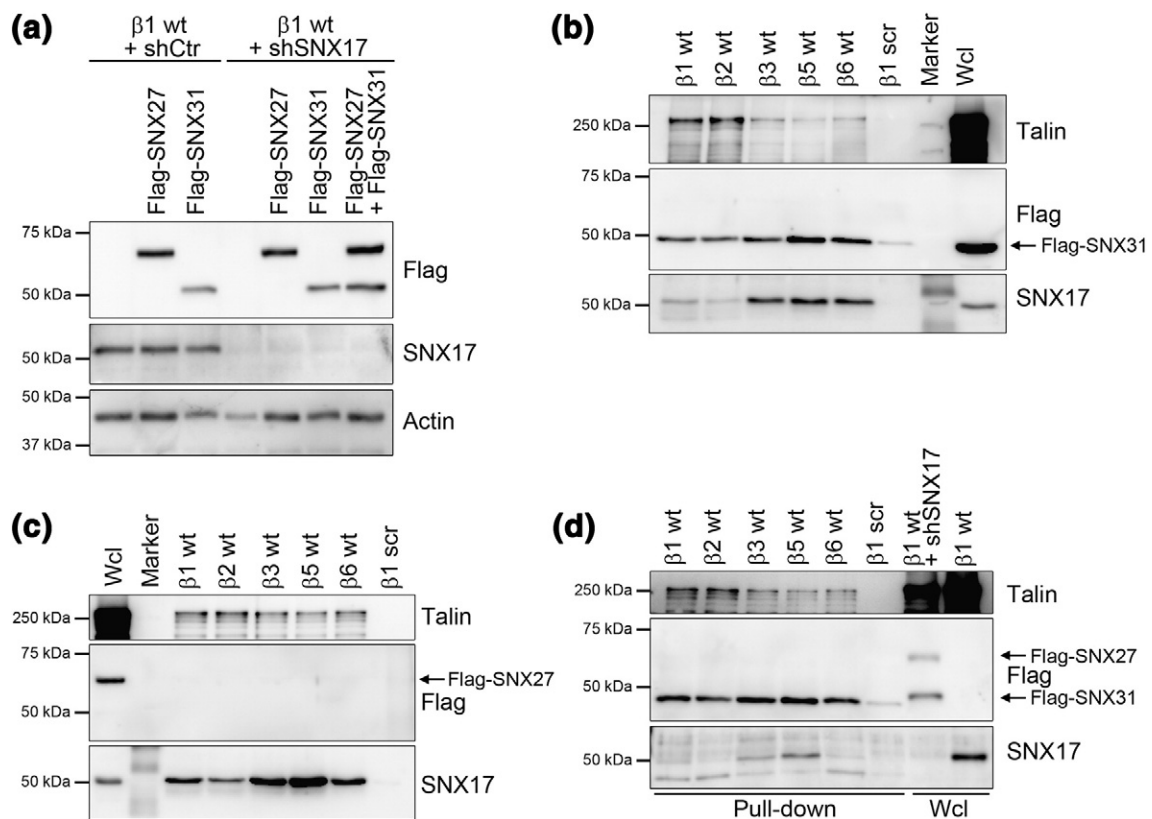 (a)
β1 wt
+ shCtr
β1 wt
+ shSNX17
Flag-SNX27
Flag-SNX31
Flag-SNX27
Flag-SNX31
Flag-SNX27
+ Flag-SNX31
75 kDa
50 kDa
Flag
50 kDa
SNX17
50 kDa
37 kDa
Actin
(b)
β1 wt
β2 wt
β3 wt
β5 wt
β6 wt
β1 scr
Marker
Wcl
250 kDa
Talin
75 kDa
50 kDa
Flag
Flag-SNX31
50 kDa
SNX17
(c)
Wcl
Marker
β1 wt
β2 wt
β3 wt
β5 wt
β6 wt
β1 scr
250 kDa
Talin
75 kDa
50 kDa
Flag-SNX27
Flag
50 kDa
SNX17
(d)
β1 wt
β2 wt
β3 wt
β5 wt
β6 wt
β1 scr
β1 wt
+ shSNX17
β1 wt
250 kDa
Talin
75 kDa
50 kDa
Flag-SNX27
Flag
Flag-SNX31
50 kDa
SNX17
Pull-down
Wcl